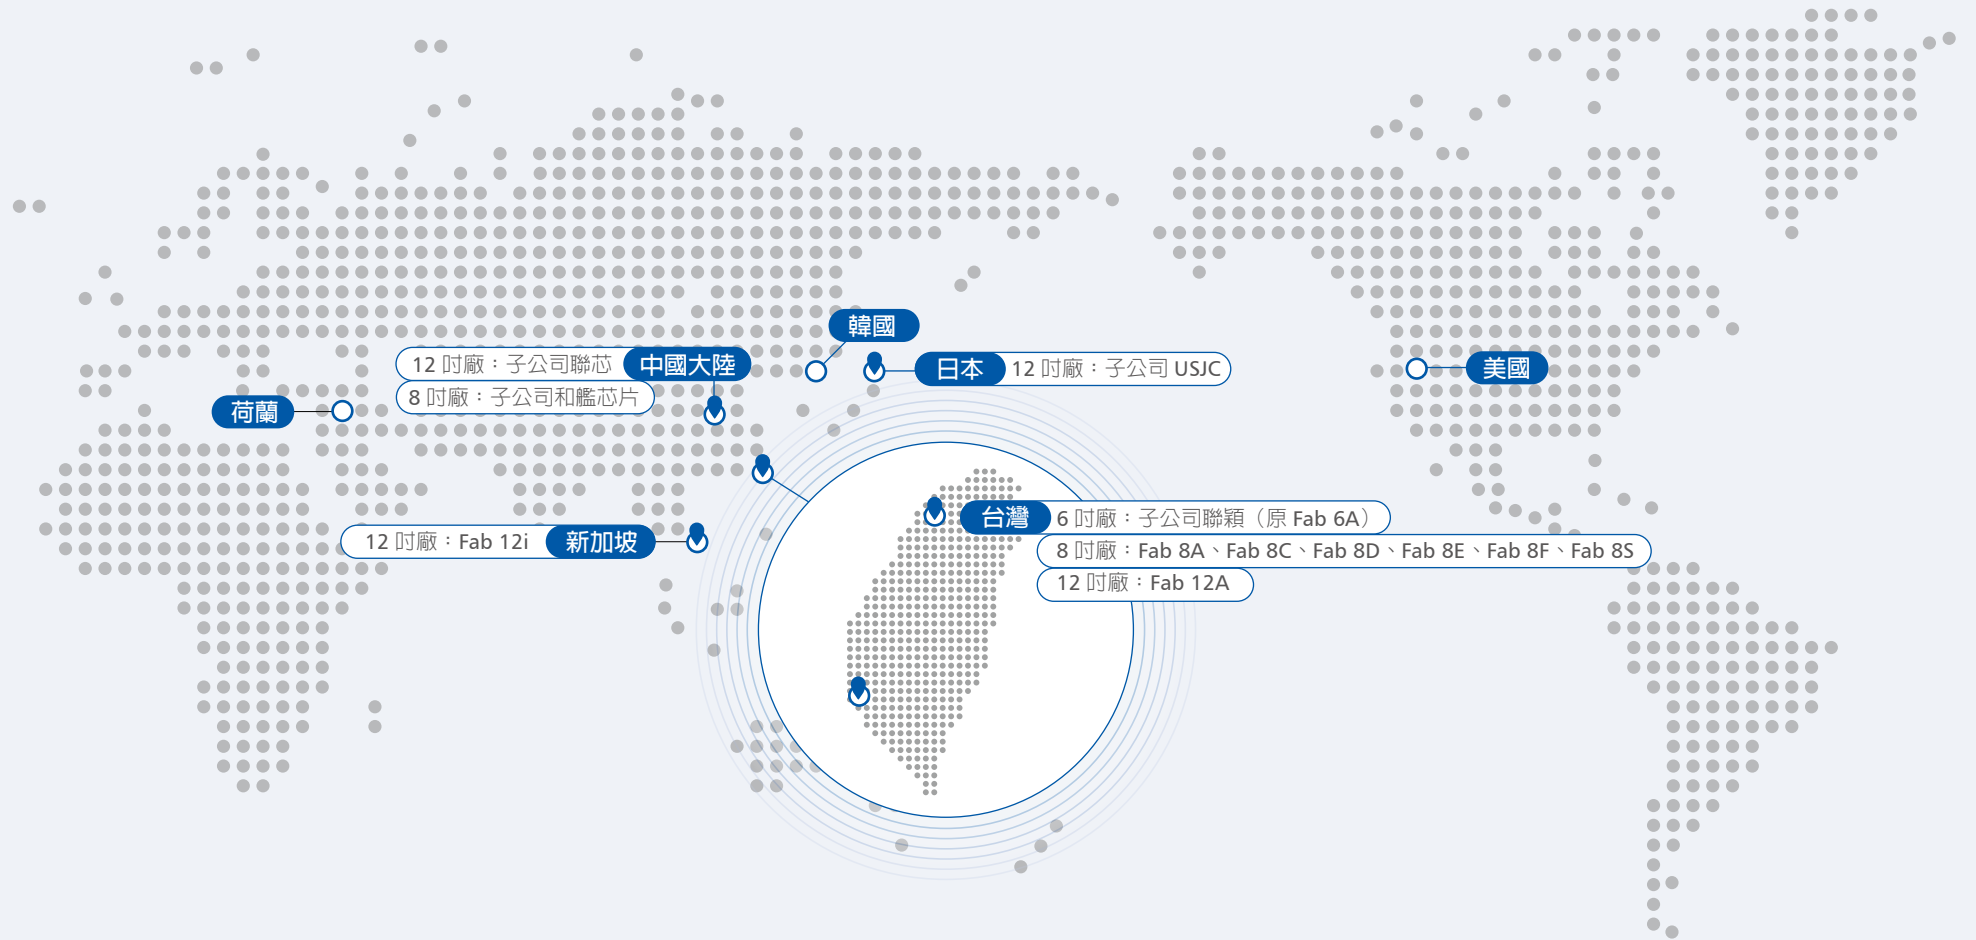 韓國
12 吋廠：子公司聯芯 中國大陸
8 吋廠：子公司和艦芯片
日本 12 吋廠：子公司 USJC
美國
荷蘭
12 吋廠：Fab 12i 新加坡
台灣 6 吋廠：子公司聯穎（原 Fab 6A）
8 吋廠：Fab 8A、Fab 8C、Fab 8D、Fab 8E、Fab 8F、Fab 8S
12 吋廠：Fab 12A